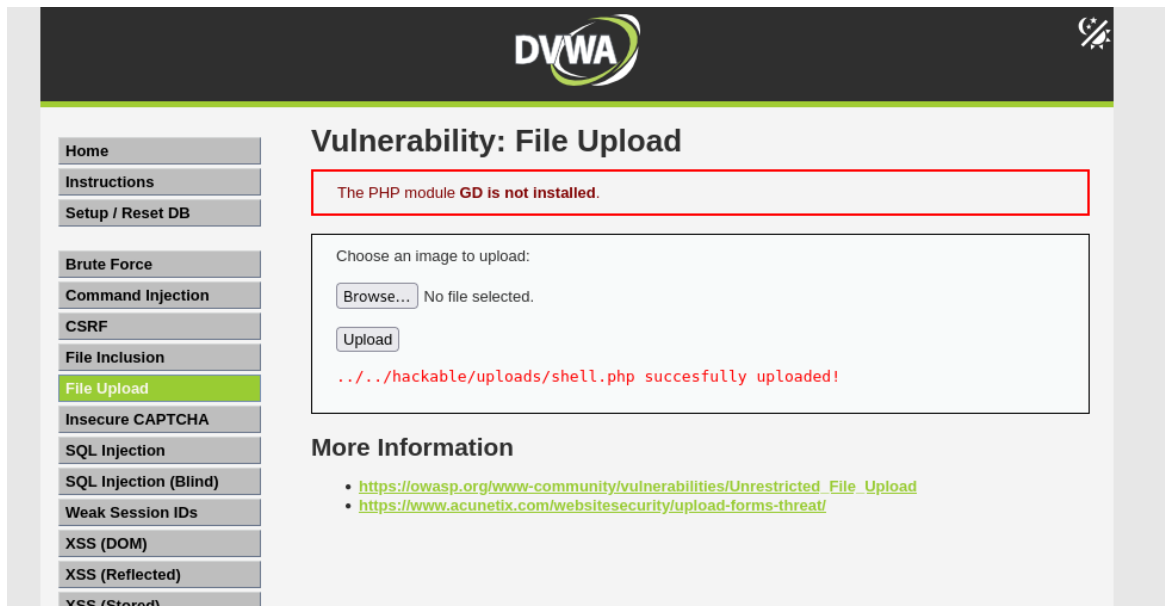 DVWA
Vulnerability: File Upload
Home
Instructions
Setup / Reset DB
Brute Force
Command Injection
CSRF
File Inclusion
File Upload
Insecure CAPTCHA
SQL Injection
SQL Injection (Blind)
Weak Session IDs
XSS (DOM)
XSS (Reflected)
XSS (Stored)
The PHP module GD is not installed.
Choose an image to upload:
Browse... No file selected.
Upload
../../hackable/uploads/shell.php succesfully uploaded!
More Information
https://owasp.org/www-community/vulnerabilities/Unrestricted_File_Upload
https://www.acunetix.com/websitesecurity/upload-forms-threat/